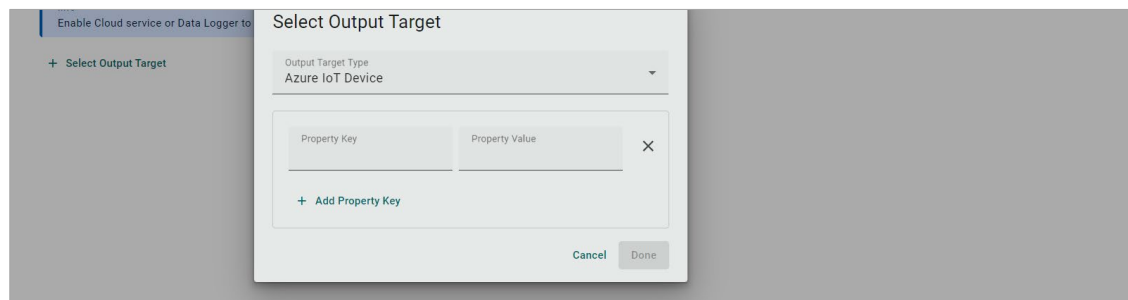 Enable Cloud service or Data Logger to
+ Select Output Target
Select Output Target
Output Target Type
Azure IoT Device
Property Key
Property Value
+ Add Property Key
Cancel
Done